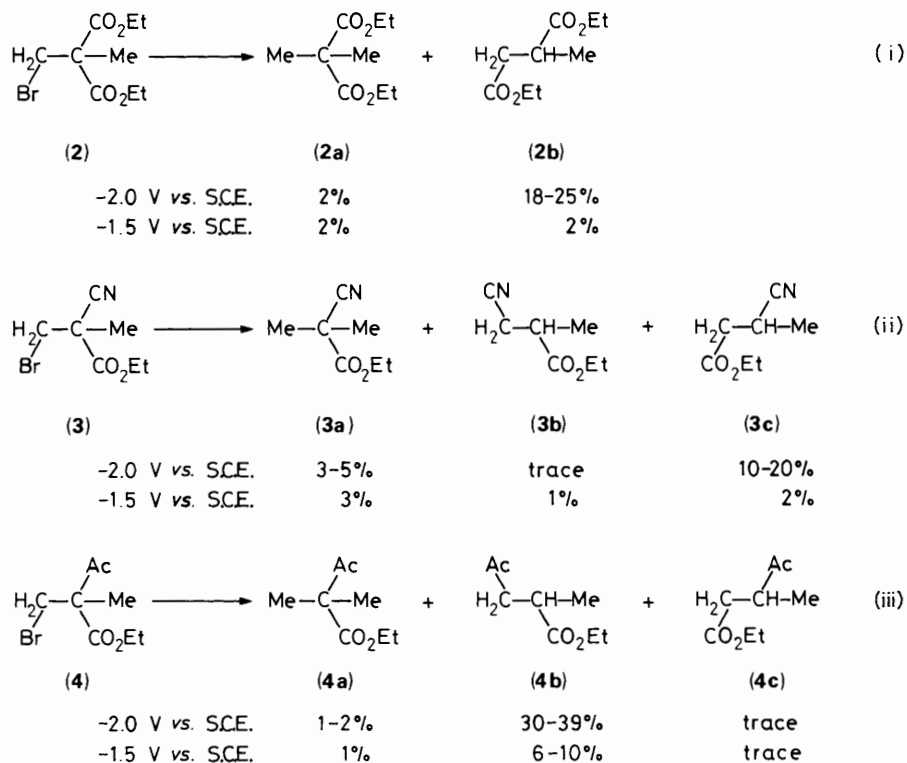 CO₂Et CO₂Et
H₂C—C—Me Me—C—Me + H₂C—CH—Me (i)
Br CO₂Et CO₂Et CO₂Et
(2) (2a) (2b)
-2.0 V vs. S.C.E. 2% 18-25%
-1.5 V vs. S.C.E. 2% 2%
CN CN CN CN
H₂C—C—Me Me—C—Me + H₂C—CH—Me + H₂C—CH—Me (ii)
Br CO₂Et CO₂Et CO₂Et CO₂Et
(3) (3a) (3b) (3c)
-2.0 V vs. S.C.E. 3-5% trace 10-20%
-1.5 V vs. S.C.E. 3% 1% 2%
Ac Ac Ac Ac
H₂C—C—Me Me—C—Me + H₂C—CH—Me + H₂C—CH—Me (iii)
Br CO₂Et CO₂Et CO₂Et CO₂Et
(4) (4a) (4b) (4c)
-2.0 V vs. S.C.E. 1-2% 30-39% trace
-1.5 V vs. S.C.E. 1% 6-10% trace